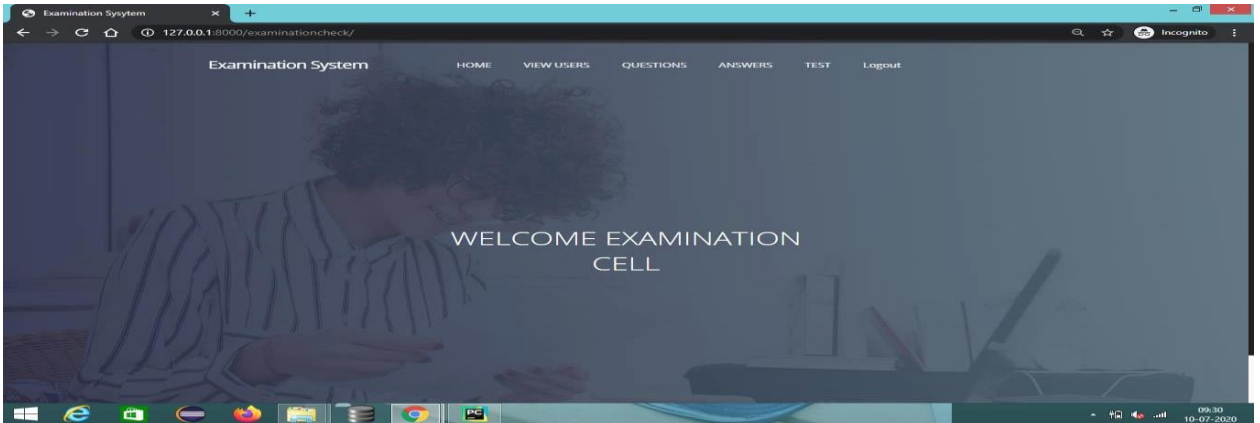 Examination Sysytem
127.0.0.1:8000/examinationcheck/
Incognito
Examination System HOME VIEW USERS QUESTIONS ANSWERS TEST Logout
WELCOME EXAMINATION
CELL
PC
09:30
10-07-2020